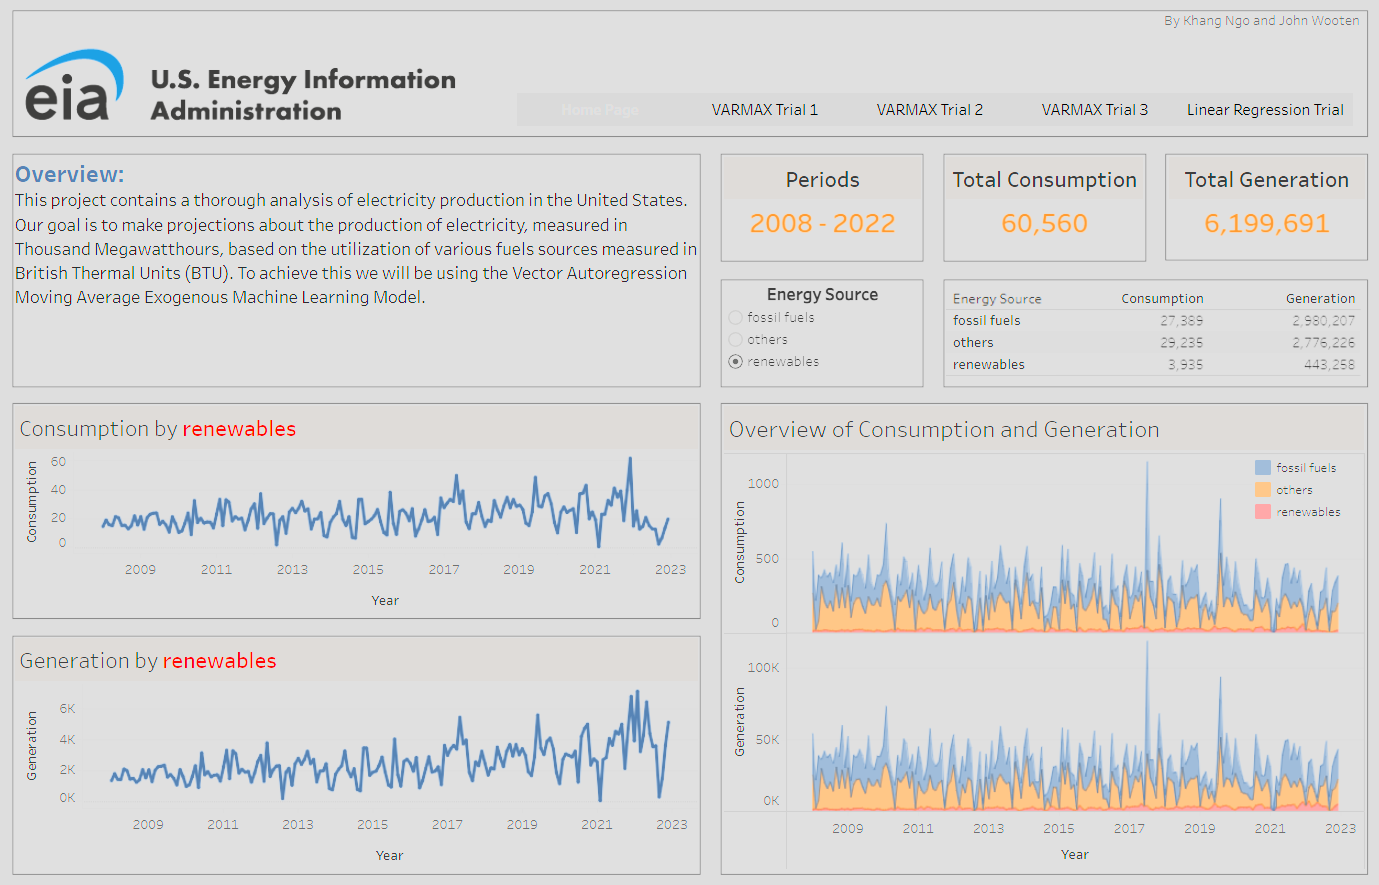 By Khang Ngo and John Wooten
eia
U.S. Energy Information
Administration
Home Page
VARMAX Trial 1
VARMAX Trial 2
VARMAX Trial 3
Linear Regression Trial
Overview:
This project contains a thorough analysis of electricity production in the United States.
Our goal is to make projections about the production of electricity, measured in
Thousand Megawatthours, based on the utilization of various fuels sources measured in
British Thermal Units (BTU). To achieve this we will be using the Vector Autoregression
Moving Average Exogenous Machine Learning Model.
Periods
2008 - 2022
Total Consumption
60,560
Total Generation
6,199,691
Energy Source
fossil fuels
others
renewables
Energy Source Consumption Generation
fossil fuels 27,389 2,980,207
others 29,235 2,776,226
renewables 3,935 443,258
Consumption by renewables
Consumption
60
40
20
0
2009 2011 2013 2015 2017 2019 2021 2023
Year
Generation by renewables
Generation
6K
4K
2K
0K
2009 2011 2013 2015 2017 2019 2021 2023
Year
Overview of Consumption and Generation
fossil fuels
others
renewables
Consumption
1000
500
0
Generation
100K
50K
0K
2009 2011 2013 2015 2017 2019 2021 2023
Year